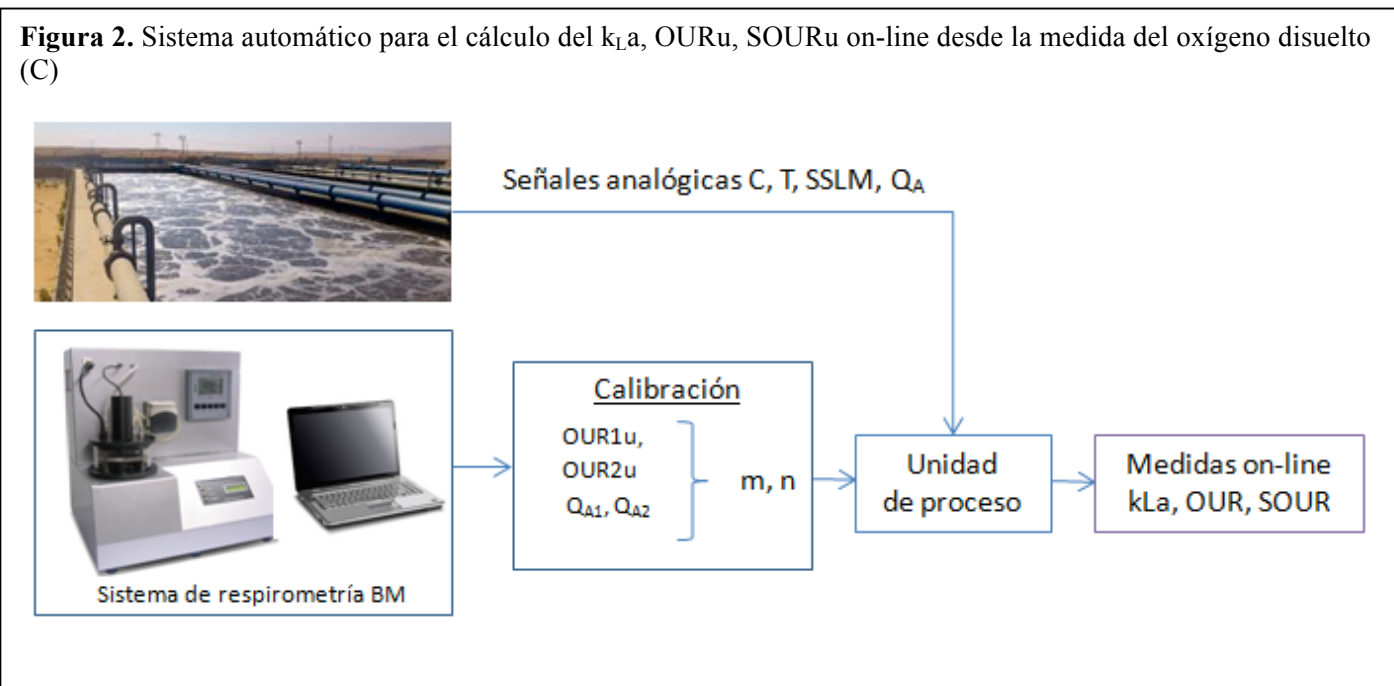 Figura 2. Sistema automático para el cálculo del kLa, OURu, SOURu on-line desde la medida del oxígeno disuelto
(C)
Señales analógicas C, T, SSLM, QA
Calibración
OUR1u,
OUR2u
QA1, QA2
m, n
Unidad
de proceso
Medidas on-line
kLa, OUR, SOUR
Sistema de respirometría BM